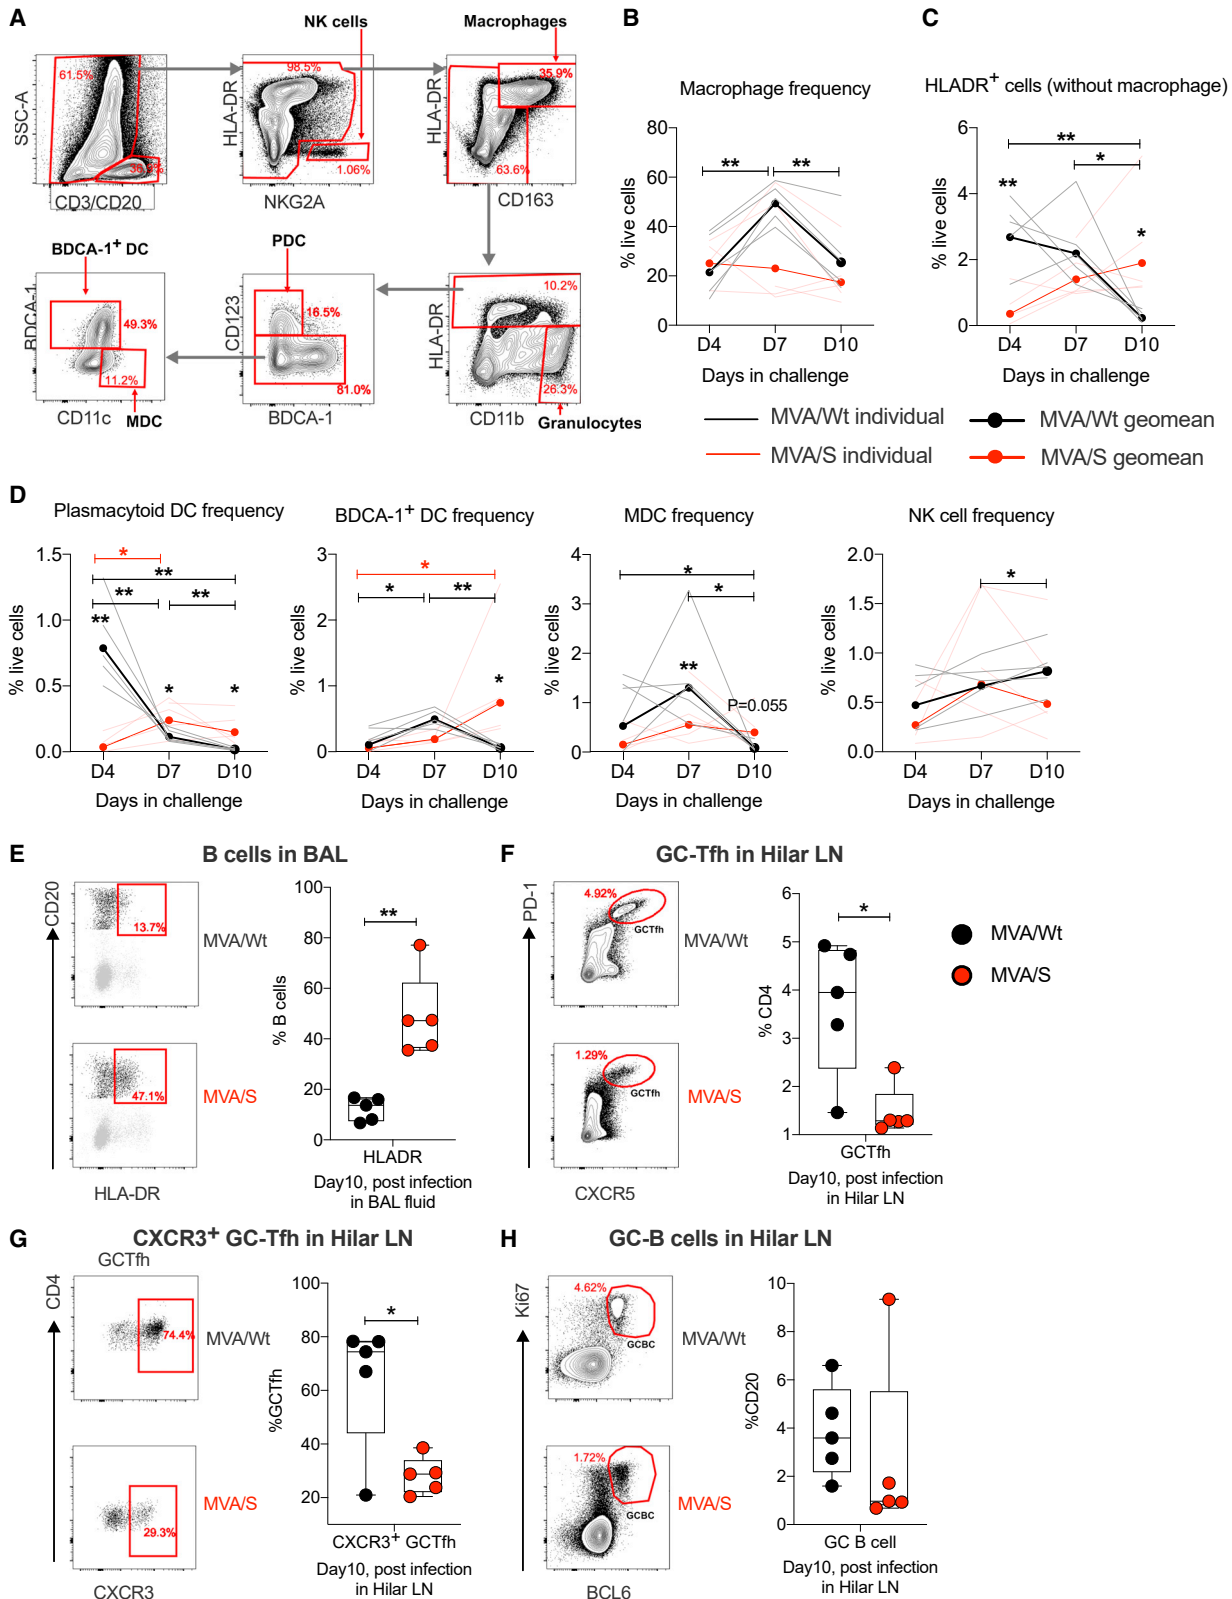 A
NK cells
Macrophages
61.5%
SSC-A
CD3/CD20
98.5%
1.06%
HLA-DR
NKG2A
35.9%
63.6%
HLA-DR
CD163
BDCA-1⁺ DC
PDC
49.3%
11.2%
BDCA-1
CD11c
MDC
16.5%
81.0%
CD123
BDCA-1
10.2%
26.3%
HLA-DR
CD11b
Granulocytes
B
Macrophage frequency
80
60
40
20
0
% live cells
** **
D4 D7 D10
Days in challenge
C
HLADR⁺ cells (without macrophage)
6
4
2
0
% live cells
**
*
**
*
D4 D7 D10
Days in challenge
MVA/Wt individual
MVA/Wt geomean
MVA/S individual
MVA/S geomean
D
Plasmacytoid DC frequency
1.5
1.0
0.5
0.0
% live cells
*
**
** **
**
* *
D4 D7 D10
Days in challenge
BDCA-1⁺ DC frequency
3
2
1
0
% live cells
*
* **
*
D4 D7 D10
Days in challenge
MDC frequency
4
3
2
1
0
% live cells
*
*
**
P=0.055
D4 D7 D10
Days in challenge
NK cell frequency
2.0
1.5
1.0
0.5
0.0
% live cells
*
D4 D7 D10
Days in challenge
E
B cells in BAL
CD20
13.7%
MVA/Wt
47.1%
MVA/S
HLA-DR
100
80
60
40
20
0
% B cells
**
HLADR
Day10, post infection
in BAL fluid
F
GC-Tfh in Hilar LN
PD-1
4.92%
GCTfh
MVA/Wt
1.29%
GCTfh
MVA/S
CXCR5
6
5
4
3
2
1
% CD4
*
GCTfh
Day10, post infection
in Hilar LN
MVA/Wt
MVA/S
G
CXCR3⁺ GC-Tfh in Hilar LN
GCTfh
CD4
74.4%
MVA/Wt
29.3%
MVA/S
CXCR3
100
80
60
40
20
%GCTfh
*
CXCR3⁺ GCTfh
Day10, post infection
in Hilar LN
H
GC-B cells in Hilar LN
Ki67
4.62%
GCBC
MVA/Wt
1.72%
GCBC
MVA/S
BCL6
10
8
6
4
2
0
%CD20
GC B cell
Day10, post infection
in Hilar LN